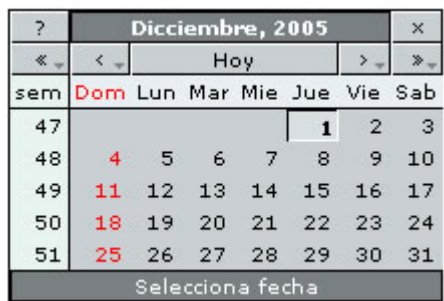 ? Dicciembre, 2005 ×
« ‹ Hoy › »
sem Dom Lun Mar Mie Jue Vie Sab
47 1 2 3
48 4 5 6 7 8 9 10
49 11 12 13 14 15 16 17
50 18 19 20 21 22 23 24
51 25 26 27 28 29 30 31
Selecciona fecha